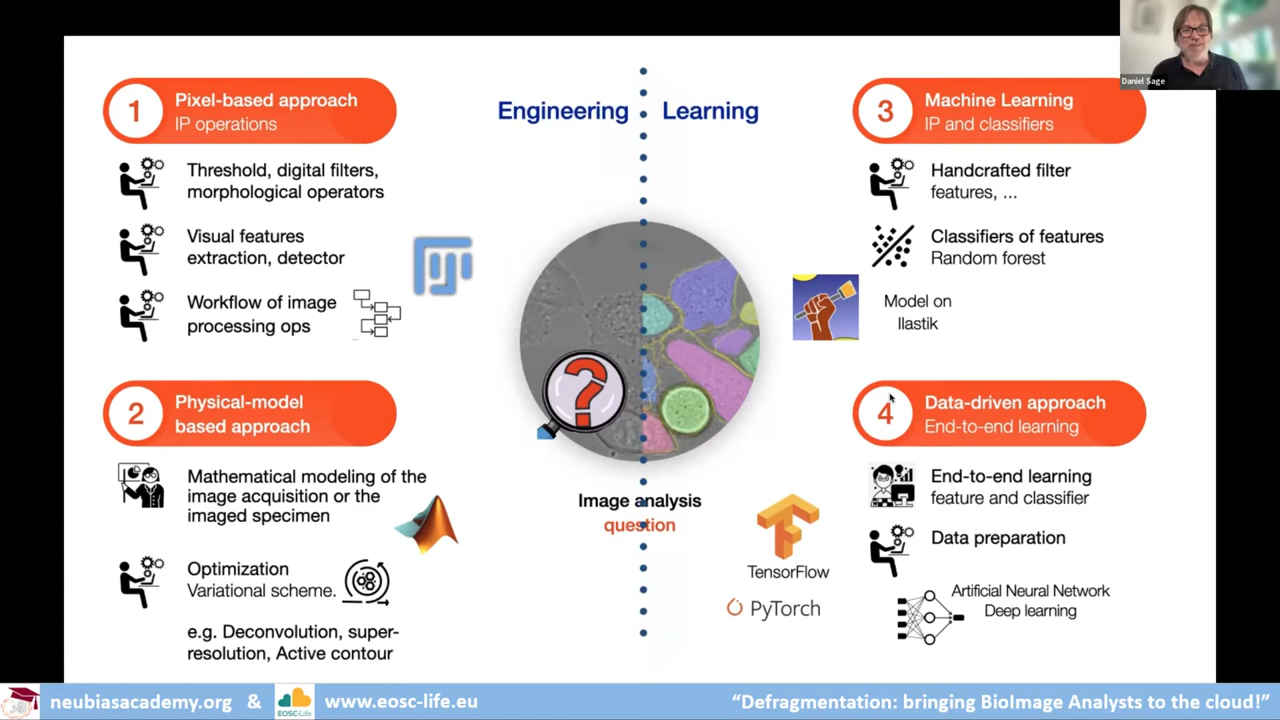 Daniel Sage
Engineering
Learning
1
Pixel-based approach
IP operations
Threshold, digital filters,
morphological operators
Visual features
extraction, detector
Workflow of image
processing ops
2
Physical-model
based approach
Mathematical modeling of the
image acquisition or the
imaged specimen
Optimization
Variational scheme.
e.g. Deconvolution, super-
resolution, Active contour
?
Image analysis
question
3
Machine Learning
IP and classifiers
Handcrafted filter
features, ...
Classifiers of features
Random forest
Model on
Ilastik
4
Data-driven approach
End-to-end learning
End-to-end learning
feature and classifier
Data preparation
Artificial Neural Network
Deep learning
TensorFlow
PyTorch
neubiasacademy.org & EOSC-Life www.eosc-life.eu “Defragmentation: bringing BioImage Analysts to the cloud!”